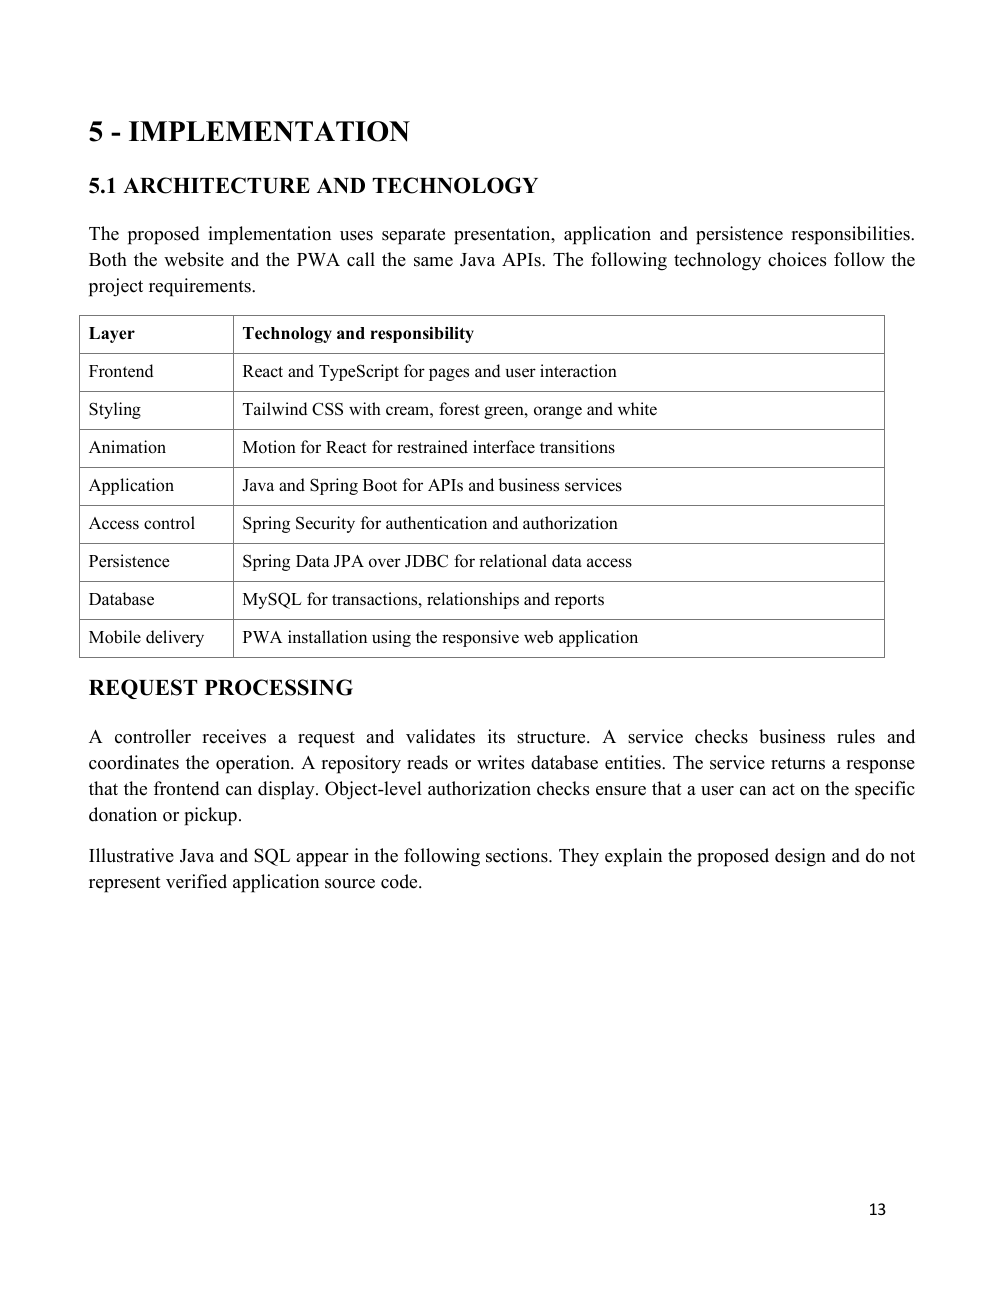 5 - IMPLEMENTATION
5.1 ARCHITECTURE AND TECHNOLOGY
The proposed implementation uses separate presentation, application and persistence responsibilities.
Both the website and the PWA call the same Java APIs. The following technology choices follow the
project requirements.
Layer Technology and responsibility
Frontend React and TypeScript for pages and user interaction
Styling Tailwind CSS with cream, forest green, orange and white
Animation Motion for React for restrained interface transitions
Application Java and Spring Boot for APIs and business services
Access control Spring Security for authentication and authorization
Persistence Spring Data JPA over JDBC for relational data access
Database MySQL for transactions, relationships and reports
Mobile delivery PWA installation using the responsive web application
REQUEST PROCESSING
A controller receives a request and validates its structure. A service checks business rules and
coordinates the operation. A repository reads or writes database entities. The service returns a response
that the frontend can display. Object-level authorization checks ensure that a user can act on the specific
donation or pickup.
Illustrative Java and SQL appear in the following sections. They explain the proposed design and do not
represent verified application source code.
13